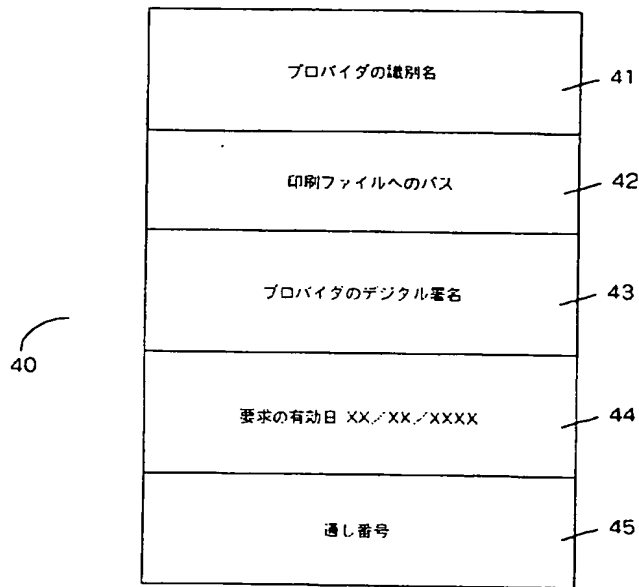 プロバイダの識別名 41
印刷ファイルへのパス 42
プロバイダのデジタル署名 43
40
要求の有効日 XX/XX/XXXX 44
通し番号 45